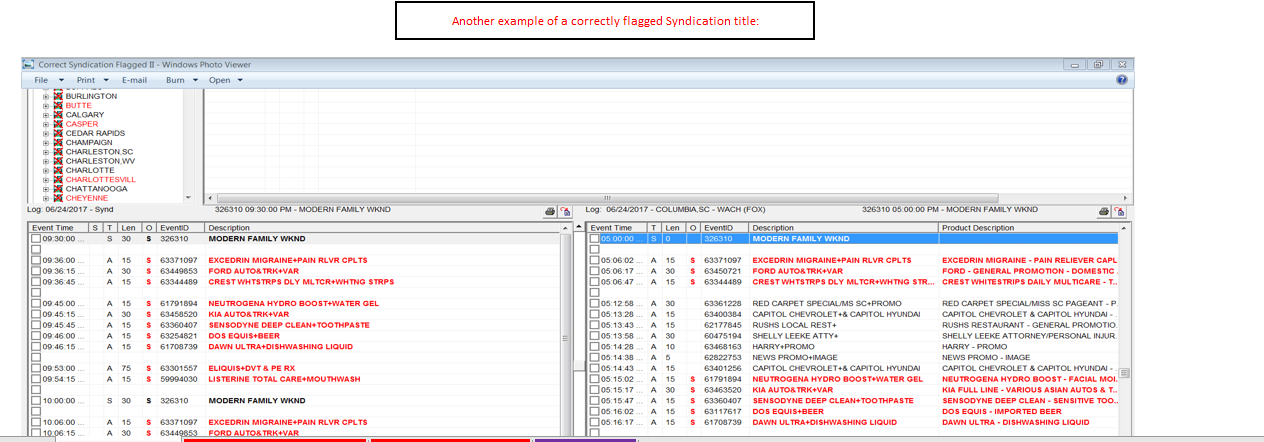 Another example of a correctly flagged Syndication title:
Correct Syndication Flagged II - Windows Photo Viewer
File Print E-mail Burn Open
BURLINGTON
BUTTE
CALGARY
CASPER
CEDAR RAPIDS
CHAMPAIGN
CHARLESTON,SC
CHARLESTON,WV
CHARLOTTE
CHARLOTTESVILL
CHATTANOOGA
CHEYENNE
Log: 06/24/2017 - Synd 326310 09:30:00 PM - MODERN FAMILY WKND
Event Time S T Len O EventID Description
09:30:00 ... S 30 S 326310 MODERN FAMILY WKND
09:36:00 ... A 15 S 63371097 EXCEDRIN MIGRAINE+PAIN RLVR CPLTS
09:36:15 ... A 30 S 63449853 FORD AUTO&TRK+VAR
09:36:45 ... A 15 S 63344489 CREST WHTSTRPS DLY MLTCR+WHTNG STRPS
09:45:00 ... A 15 S 61791894 NEUTROGENA HYDRO BOOST+WATER GEL
09:45:15 ... A 30 S 63458520 KIA AUTO&TRK+VAR
09:45:45 ... A 15 S 63360407 SENSODYNE DEEP CLEAN+TOOTHPASTE
09:46:00 ... A 15 S 63254821 DOS EQUIS+BEER
09:46:15 ... A 15 S 61708739 DAWN ULTRA+DISHWASHING LIQUID
09:53:00 ... A 75 S 63301557 ELIQUIS+DVT & PE RX
09:54:15 ... A 15 S 59994030 LISTERINE TOTAL CARE+MOUTHWASH
10:00:00 ... S 30 S 326310 MODERN FAMILY WKND
10:06:00 ... A 15 S 63371097 EXCEDRIN MIGRAINE+PAIN RLVR CPLTS
10:06:15 ... A 30 S 63449853 FORD AUTO&TRK+VAR
Log: 06/24/2017 - COLUMBIA,SC - WACH (FOX) 326310 05:00:00 PM - MODERN FAMILY WKND
Event Time T Len O EventID Description Product Description
05:00:00 ... S 0 326310 MODERN FAMILY WKND
05:06:02 ... A 15 S 63371097 EXCEDRIN MIGRAINE+PAIN RLVR CPLTS EXCEDRIN MIGRAINE - PAIN RELIEVER CAPL
05:06:17 ... A 30 S 63450721 FORD AUTO&TRK+VAR FORD - GENERAL PROMOTION - DOMESTIC ...
05:06:47 ... A 15 S 63344489 CREST WHTSTRPS DLY MLTCR+WHTNG STR... CREST WHITESTRIPS DAILY MULTICARE - T...
05:12:58 ... A 30 63361228 RED CARPET SPECIAL/MS SC+PROMO RED CARPET SPECIAL/MISS SC PAGEANT - P...
05:13:28 ... A 15 63400384 CAPITOL CHEVROLET+& CAPITOL HYUNDAI CAPITOL CHEVROLET & CAPITOL HYUNDAI - ...
05:13:43 ... A 15 62177845 RUSHS LOCAL REST+ RUSHS RESTAURANT - GENERAL PROMOTIO...
05:13:58 ... A 30 60475194 SHELLY LEEKE ATTY+ SHELLY LEEKE ATTORNEY/PERSONAL INJUR...
05:14:28 ... A 10 63468163 HARRY+PROMO HARRY - PROMO
05:14:38 ... A 5 62822753 NEWS PROMO+IMAGE NEWS PROMO - IMAGE
05:14:43 ... A 15 63401256 CAPITOL CHEVROLET+& CAPITOL HYUNDAI CAPITOL CHEVROLET & CAPITOL HYUNDAI - ...
05:15:02 ... A 15 S 61791894 NEUTROGENA HYDRO BOOST+WATER GEL NEUTROGENA HYDRO BOOST - FACIAL MOI...
05:15:17 ... A 30 S 63463520 KIA AUTO&TRK+VAR KIA FULL LINE - VARIOUS ASIAN AUTOS & T...
05:15:47 ... A 15 S 63360407 SENSODYNE DEEP CLEAN+TOOTHPASTE SENSODYNE DEEP CLEAN - SENSITIVE TOO...
05:16:02 ... A 15 S 63117617 DOS EQUIS+BEER DOS EQUIS - IMPORTED BEER
05:16:17 ... A 15 S 61708739 DAWN ULTRA+DISHWASHING LIQUID DAWN ULTRA - DISHWASHING LIQUID